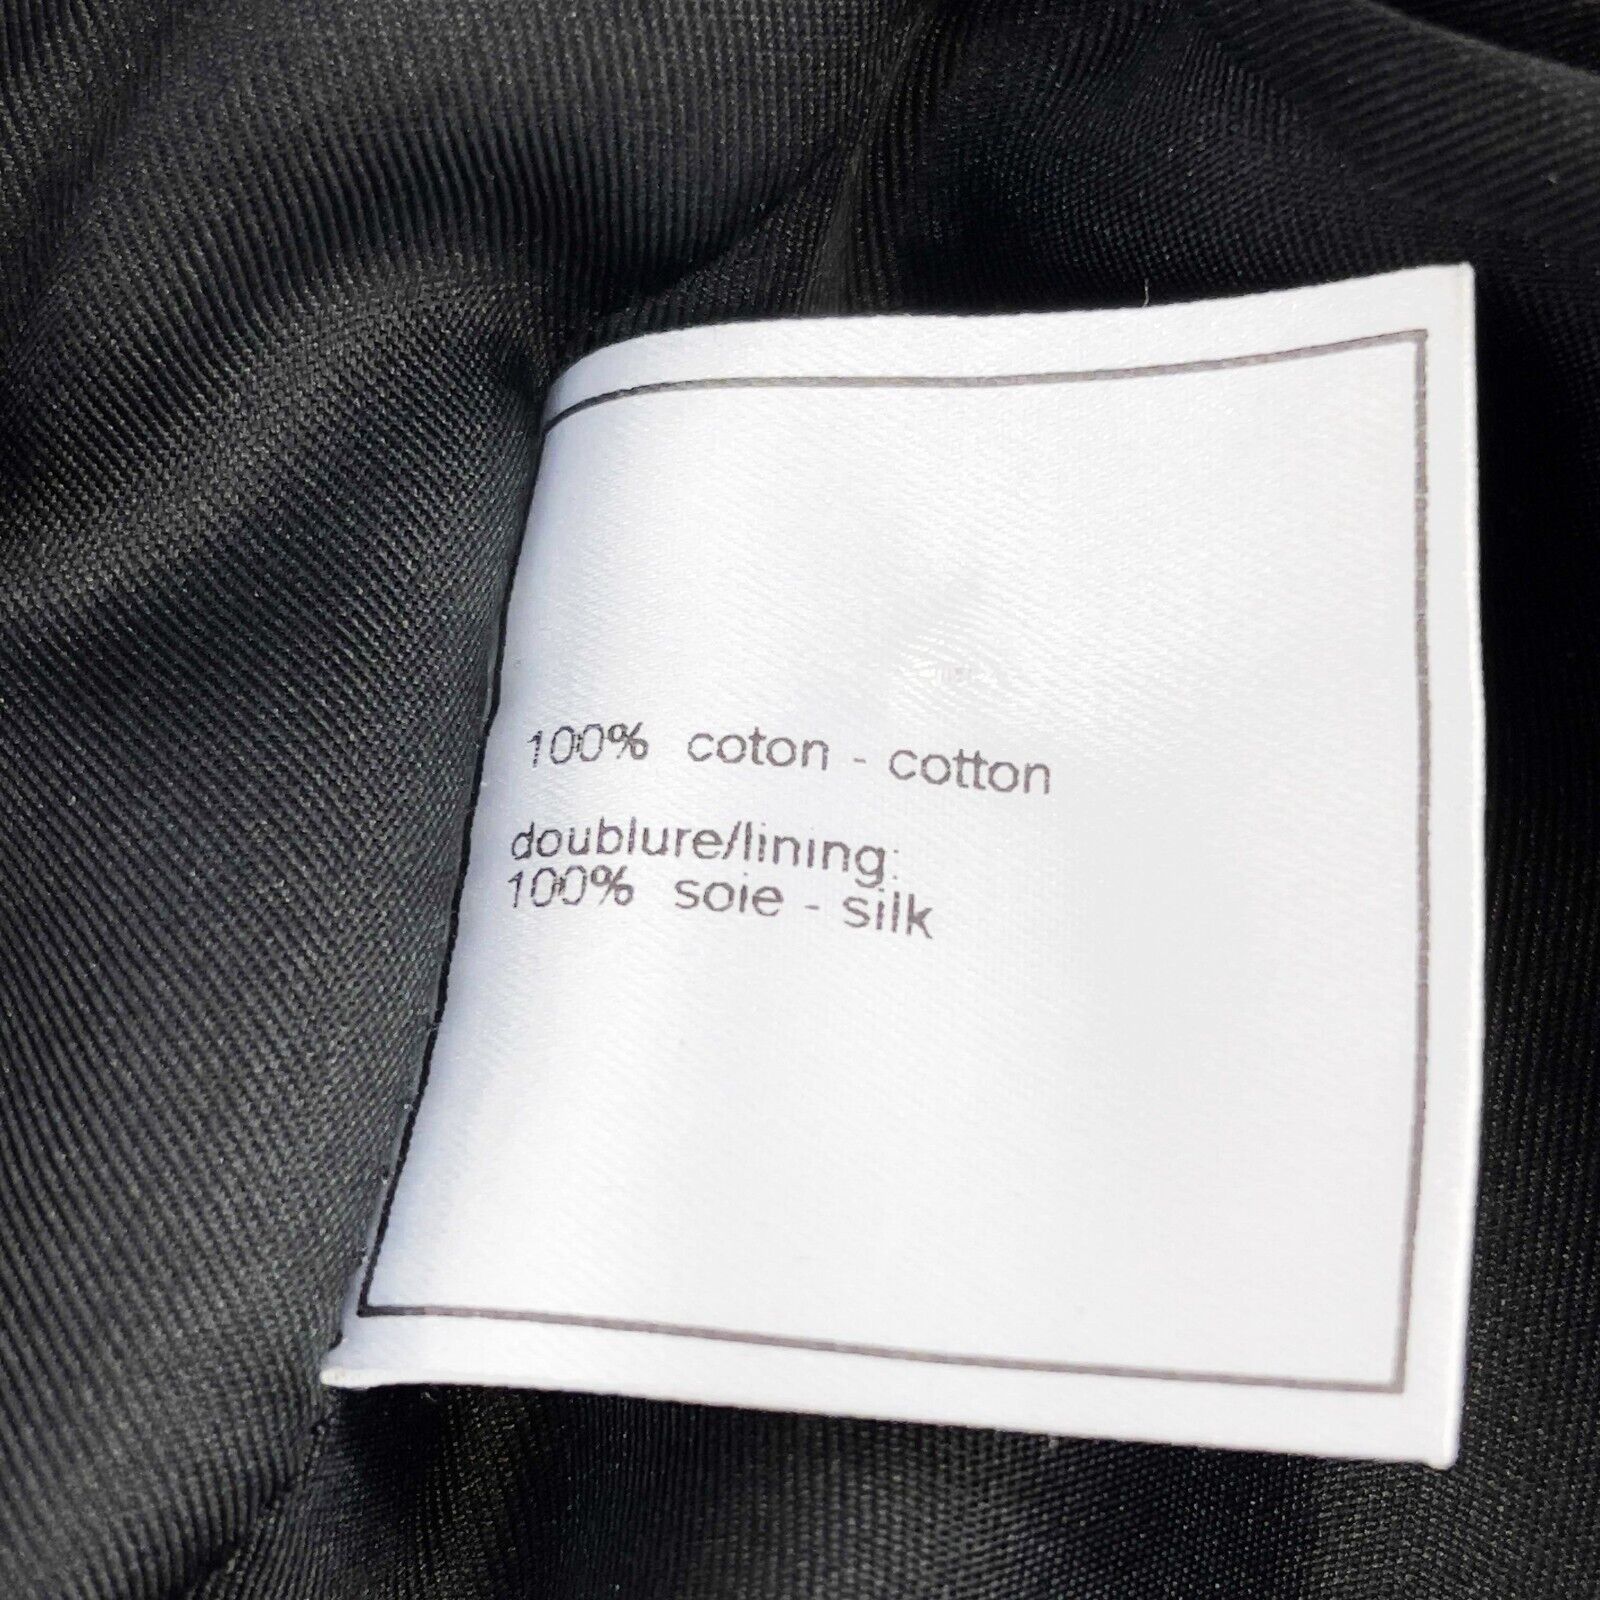 100% coton - cotton
doublure/lining:
100% soie - silk